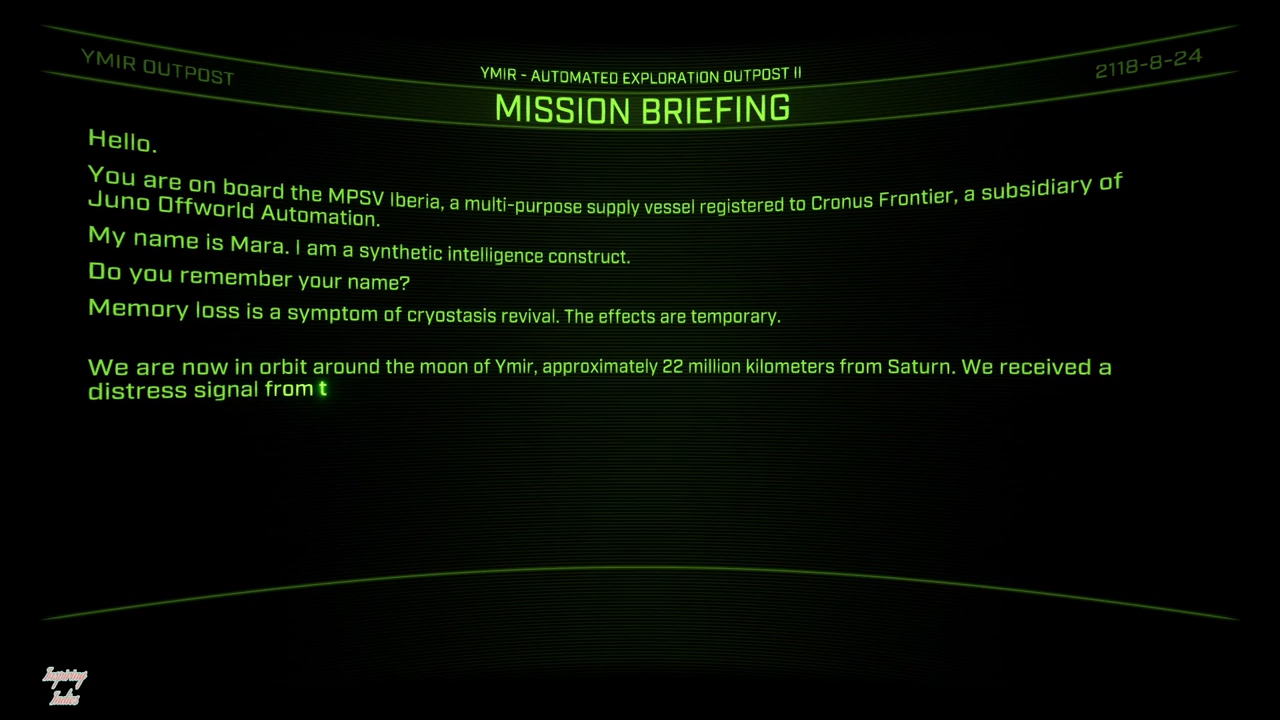 YMIR OUTPOST
YMIR - AUTOMATED EXPLORATION OUTPOST II
2118-8-24
MISSION BRIEFING
Hello.
You are on board the MPSV Iberia, a multi-purpose supply vessel registered to Cronus Frontier, a subsidiary of
Juno Offworld Automation.
My name is Mara. I am a synthetic intelligence construct.
Do you remember your name?
Memory loss is a symptom of cryostasis revival. The effects are temporary.
We are now in orbit around the moon of Ymir, approximately 22 million kilometers from Saturn. We received a
distress signal from t
Inspiring
Indies